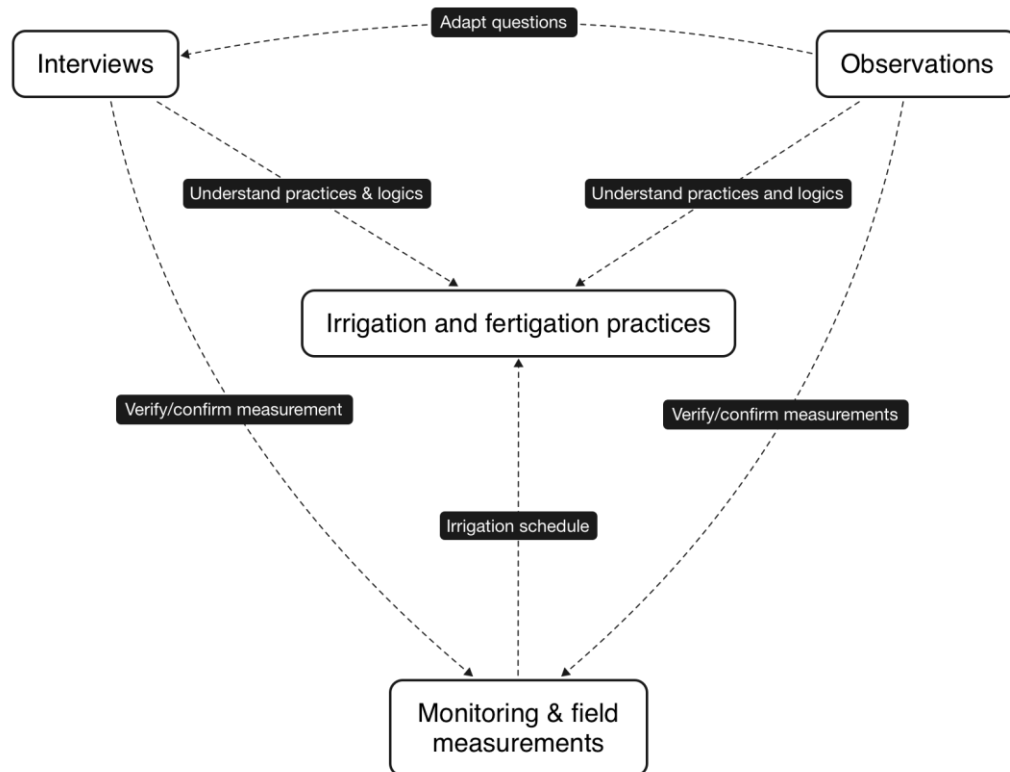 Adapt questions
Interviews
Observations
Understand practices & logics
Understand practices and logics
Irrigation and fertigation practices
Verify/confirm measurement
Verify/confirm measurements
Irrigation schedule
Monitoring & field
measurements